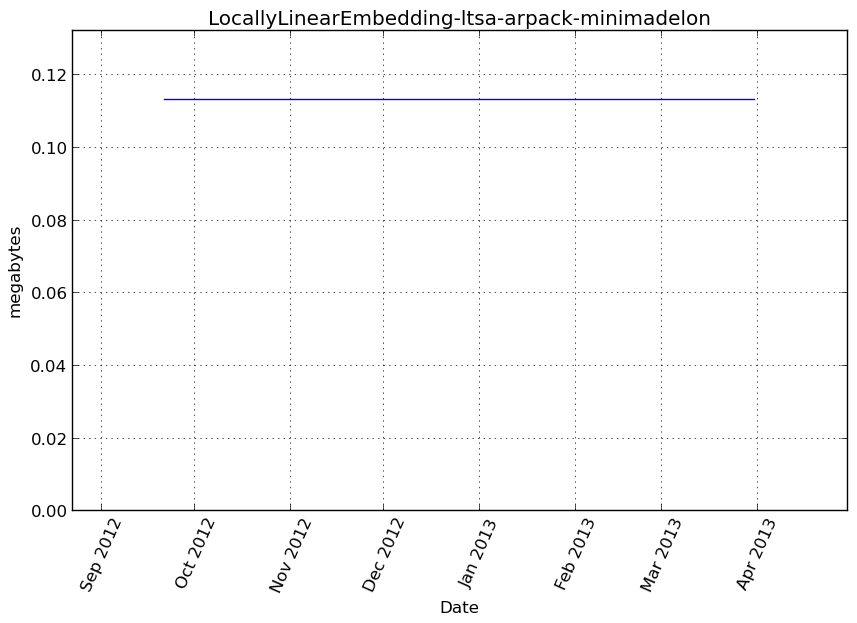 LocallyLinearEmbedding-ltsa-arpack-minimadelon
0.12
0.10
0.08
0.06
0.04
0.02
0.00
megabytes
Sep 2012
Oct 2012
Nov 2012
Dec 2012
Jan 2013
Feb 2013
Mar 2013
Apr 2013
Date